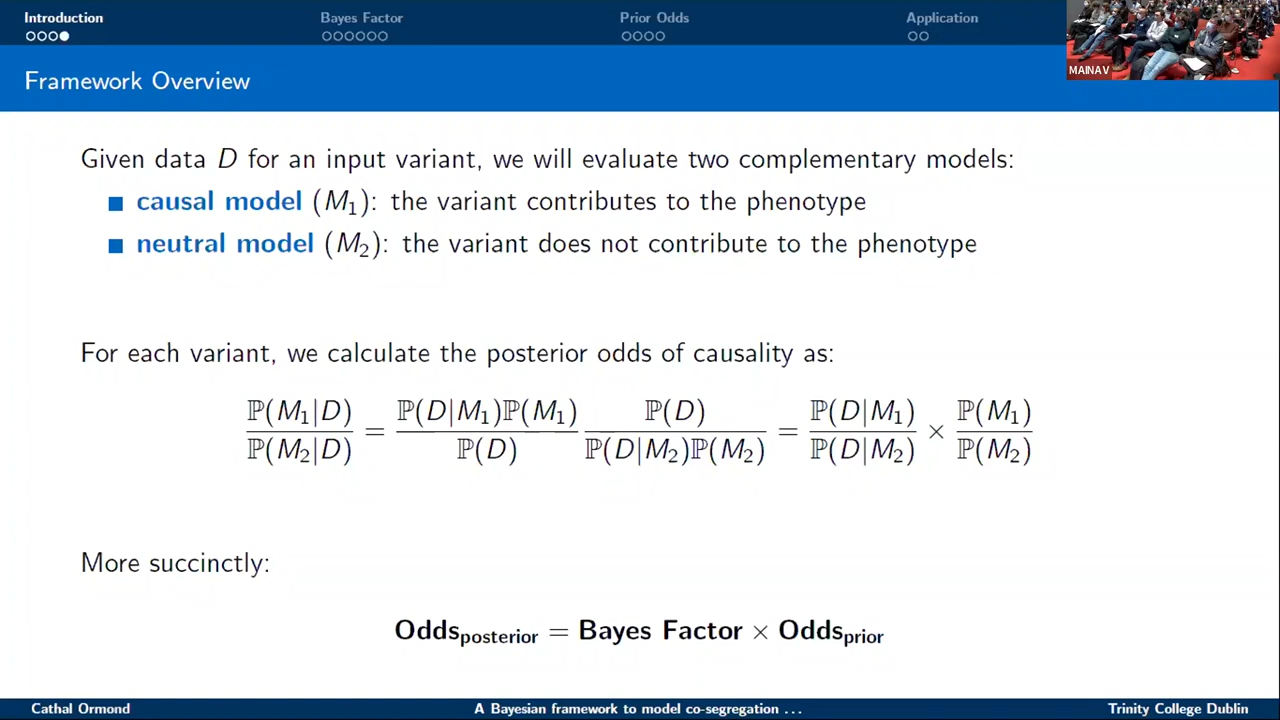 Introduction Bayes Factor Prior Odds Application
MAINAV
Framework Overview
Given data D for an input variant, we will evaluate two complementary models:
causal model (M₁): the variant contributes to the phenotype
neutral model (M₂): the variant does not contribute to the phenotype
For each variant, we calculate the posterior odds of causality as:
ℙ(M₁|D) / ℙ(M₂|D) = ℙ(D|M₁)ℙ(M₁) / ℙ(D) ℙ(D) / ℙ(D|M₂)ℙ(M₂) = ℙ(D|M₁) / ℙ(D|M₂) × ℙ(M₁) / ℙ(M₂)
More succinctly:
Odds_posterior = Bayes Factor × Odds_prior
Cathal Ormond A Bayesian framework to model co-segregation ... Trinity College Dublin